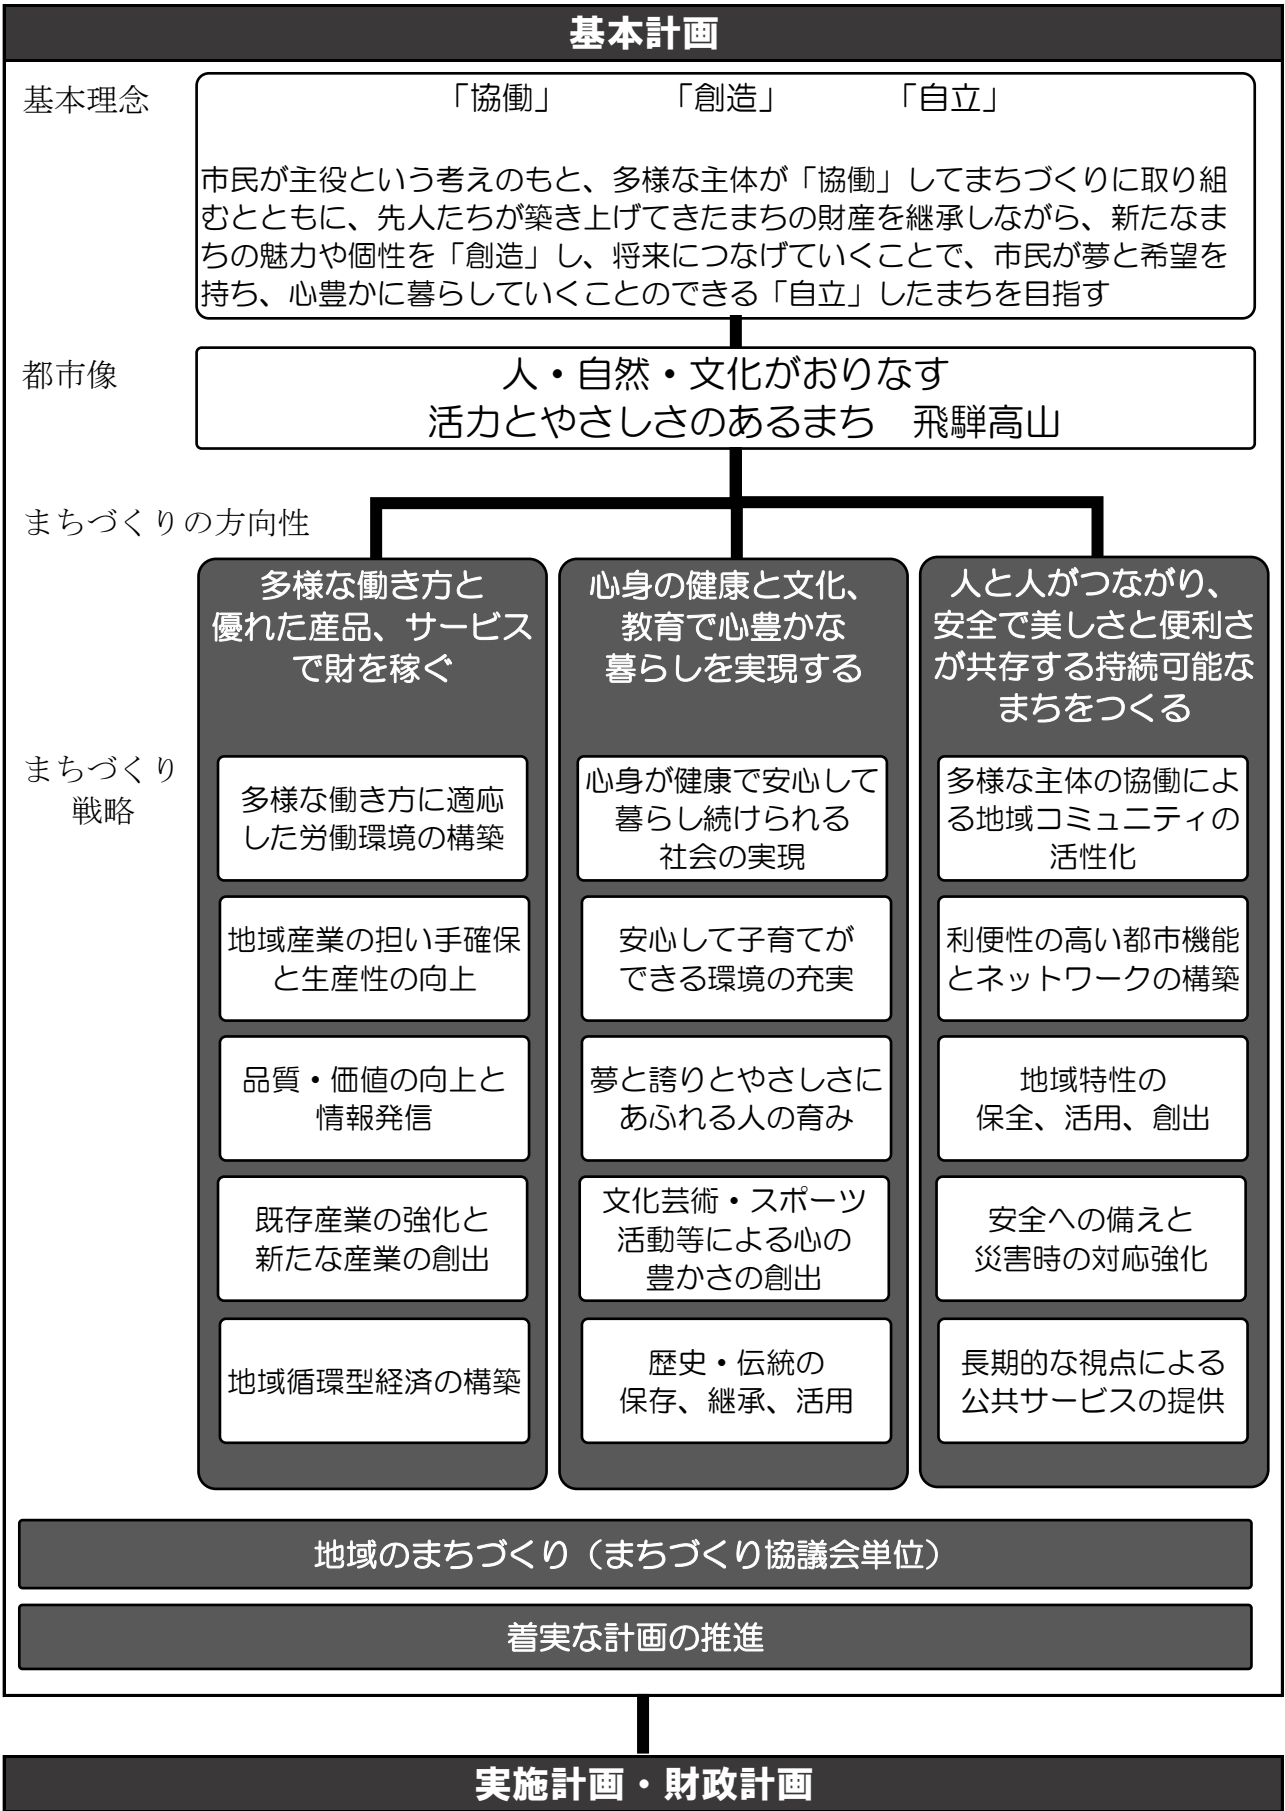 基本計画
基本理念
「協働」　「創造」　「自立」
市民が主役という考えのもと、多様な主体が「協働」してまちづくりに取り組
むとともに、先人たちが築き上げてきたまちの財産を継承しながら、新たなま
ちの魅力や個性を「創造」し、将来につなげていくことで、市民が夢と希望を
持ち、心豊かに暮らしていくことのできる「自立」したまちを目指す
都市像
人・自然・文化がおりなす
活力とやさしさのあるまち　飛騨高山
まちづくりの方向性
多様な働き方と
優れた産品、サービス
で財を稼ぐ
心身の健康と文化、
教育で心豊かな
暮らしを実現する
人と人がつながり、
安全で美しさと便利さ
が共存する持続可能な
まちをつくる
まちづくり
戦略
多様な働き方に適応
した労働環境の構築
地域産業の担い手確保
と生産性の向上
品質・価値の向上と
情報発信
既存産業の強化と
新たな産業の創出
地域循環型経済の構築
心身が健康で安心して
暮らし続けられる
社会の実現
安心して子育てが
できる環境の充実
夢と誇りとやさしさに
あふれる人の育み
文化芸術・スポーツ
活動等による心の
豊かさの創出
歴史・伝統の
保存、継承、活用
多様な主体の協働によ
る地域コミュニティの
活性化
利便性の高い都市機能
とネットワークの構築
地域特性の
保全、活用、創出
安全への備えと
災害時の対応強化
長期的な視点による
公共サービスの提供
地域のまちづくり（まちづくり協議会単位）
着実な計画の推進
実施計画・財政計画